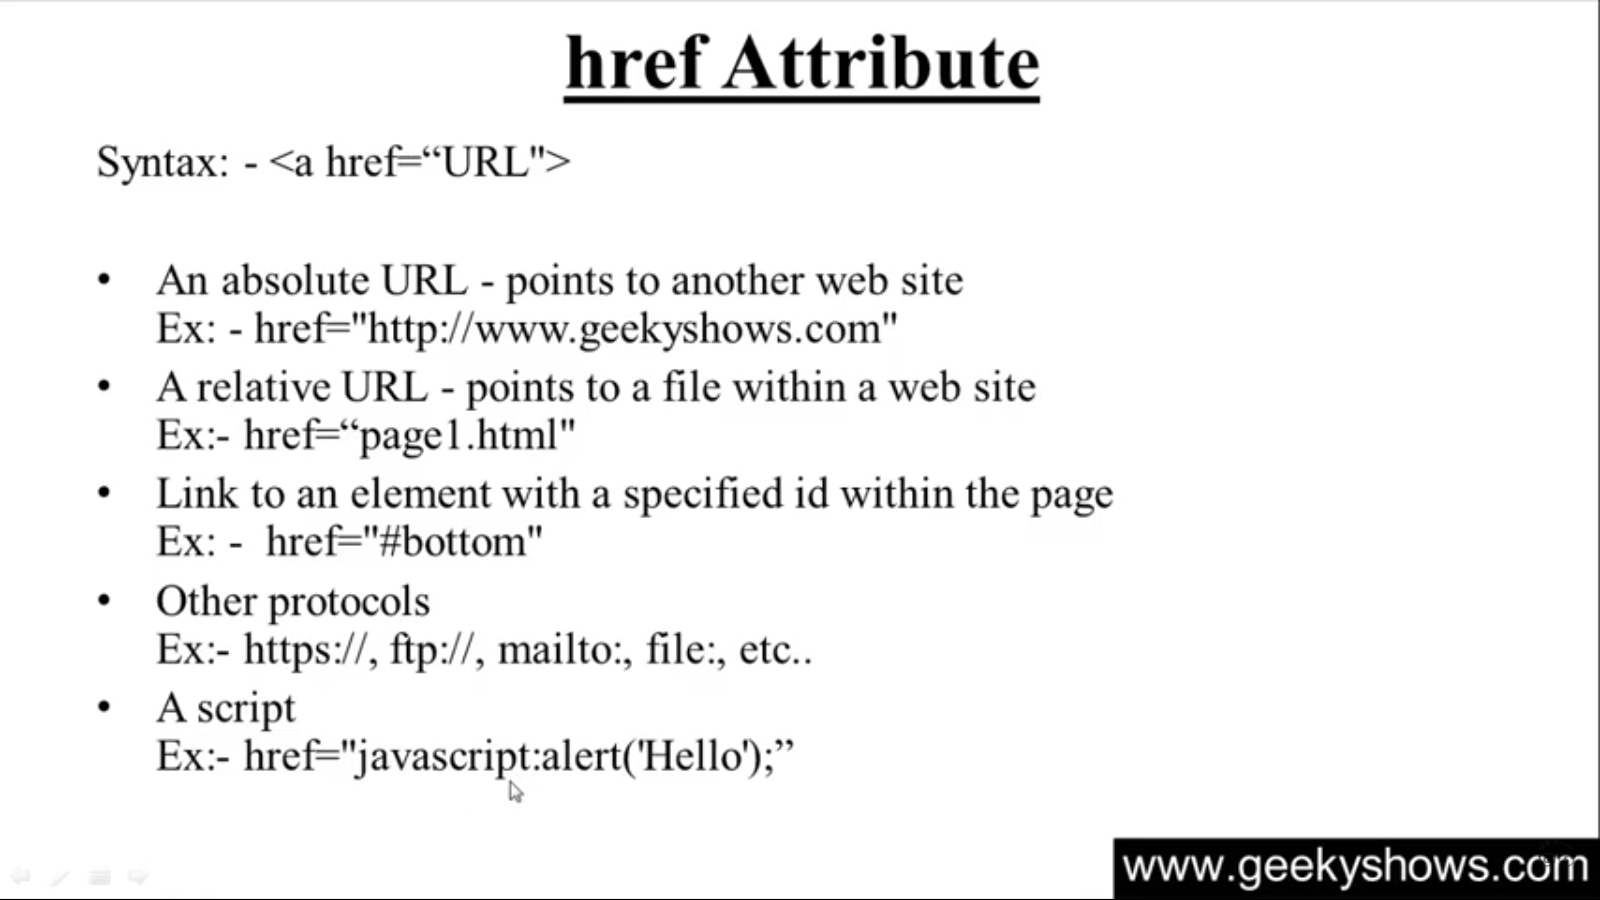 href Attribute
Syntax: - <a href=“URL">
• An absolute URL - points to another web site
Ex: - href="http://www.geekyshows.com"
• A relative URL - points to a file within a web site
Ex:- href=“page1.html"
• Link to an element with a specified id within the page
Ex: -  href="#bottom"
• Other protocols
Ex:- https://, ftp://, mailto:, file:, etc..
• A script
Ex:- href="javascript:alert('Hello');”
www.geekyshows.com